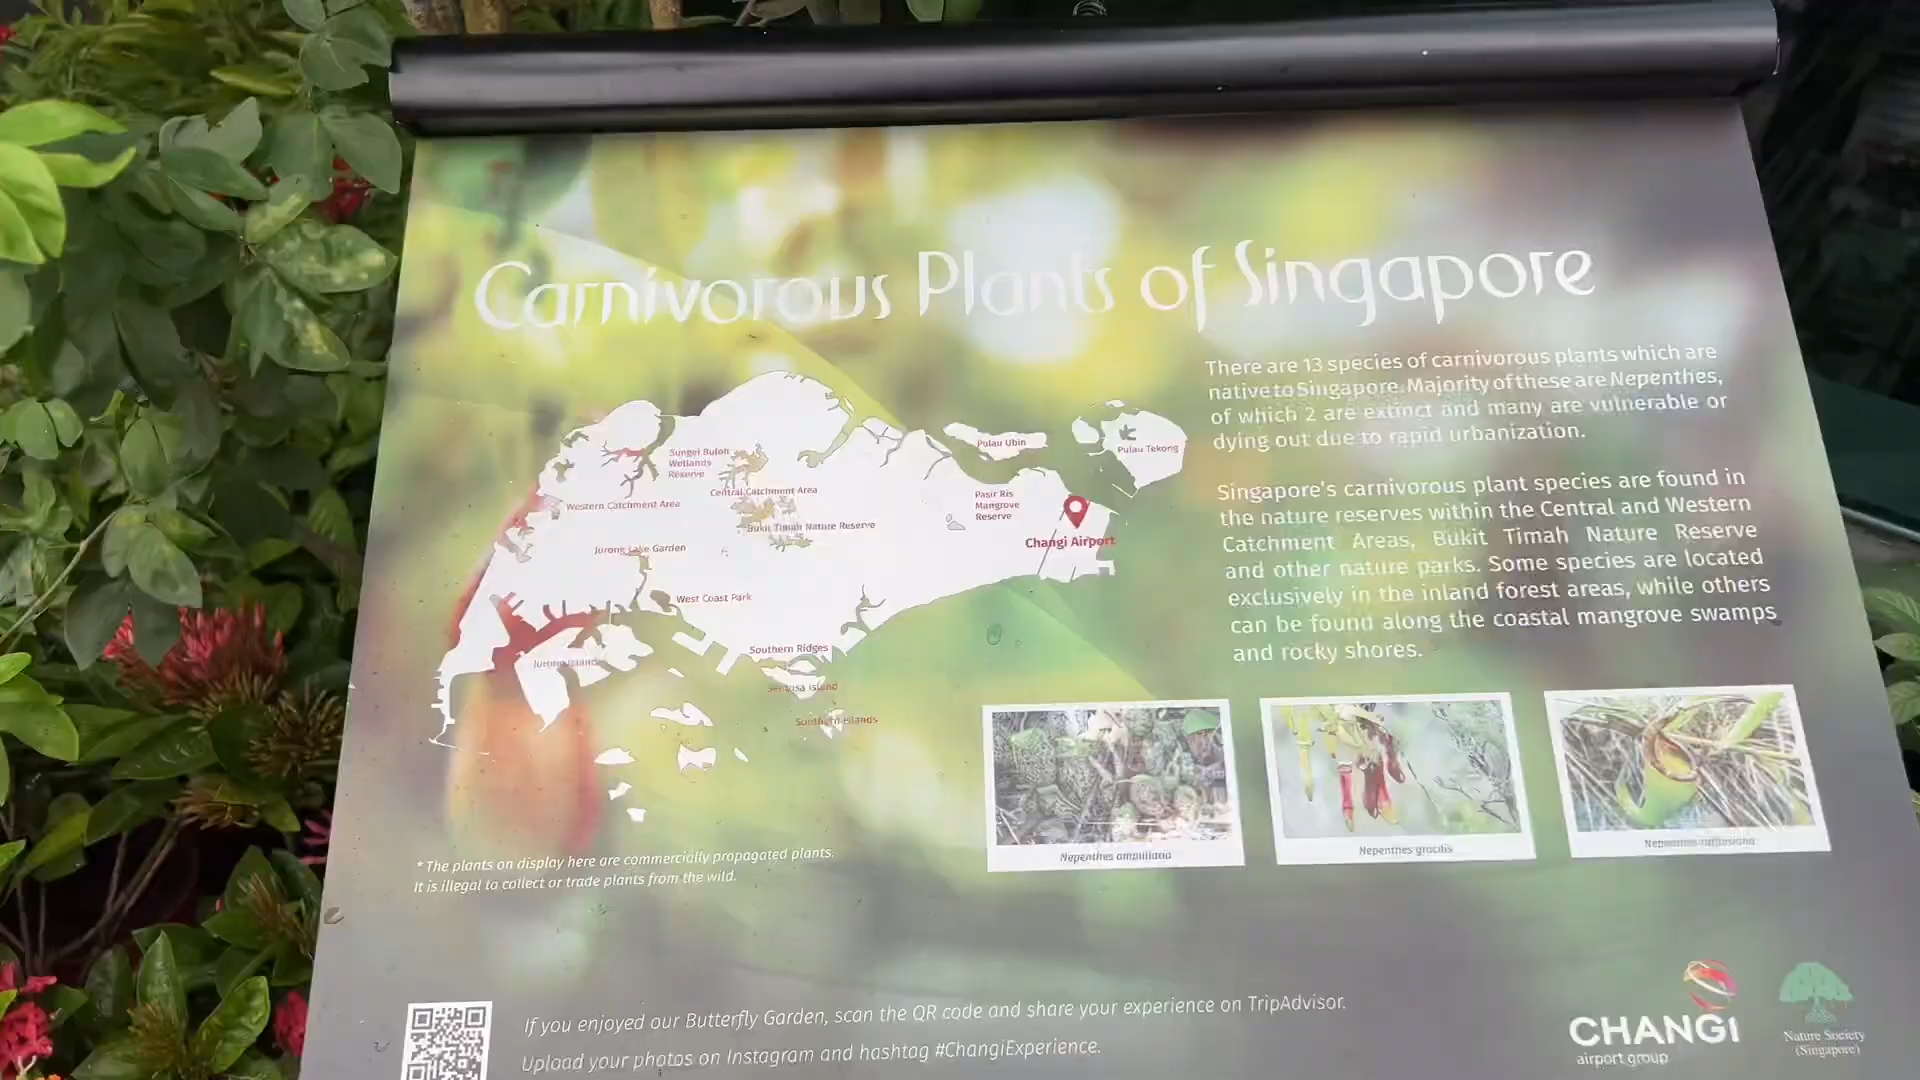 Carnivorous Plants of Singapore
There are 13 species of carnivorous plants which are
native to Singapore. Majority of these are Nepenthes,
of which 2 are extinct and many are vulnerable or
dying out due to rapid urbanization.
Singapore's carnivorous plant species are found in
the nature reserves within the Central and Western
Catchment Areas, Bukit Timah Nature Reserve
and other nature parks. Some species are located
exclusively in the inland forest areas, while others
can be found along the coastal mangrove swamps
and rocky shores.
Pulau Ubin
Pulau Tekong
Sungei Buloh
Wetlands
Reserve
Central Catchment Area
Western Catchment Area
Pasir Ris
Mangrove
Reserve
Bukit Timah Nature Reserve
Changi Airport
Jurong Lake Garden
West Coast Park
Southern Ridges
Jurong Island
Sentosa Island
Southern Islands
Nepenthes ampullaria
Nepenthes gracilis
Nepenthes
* The plants on display here are commercially propagated plants.
It is illegal to collect or trade plants from the wild.
If you enjoyed our Butterfly Garden, scan the QR code and share your experience on TripAdvisor.
Upload your photos on Instagram and hashtag #ChangiExperience.
CHANGI
airport group
Nature Society
(Singapore)